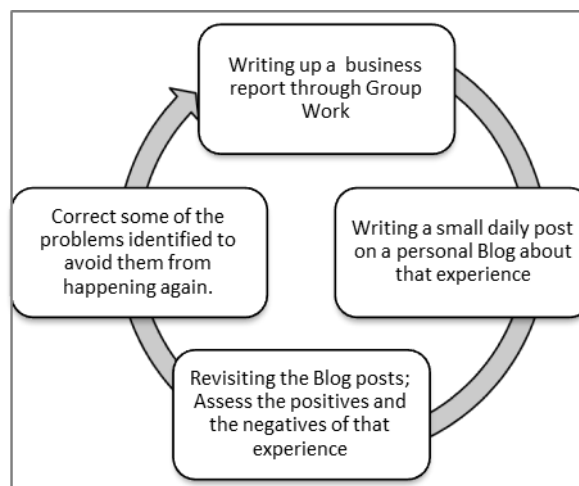 Writing up a  business
report through Group
Work
Writing a small daily post
on a personal Blog about
that experience
Revisiting the Blog posts;
Assess the positives and
the negatives of that
experience
Correct some of the
problems identified to
avoid them from
happening again.